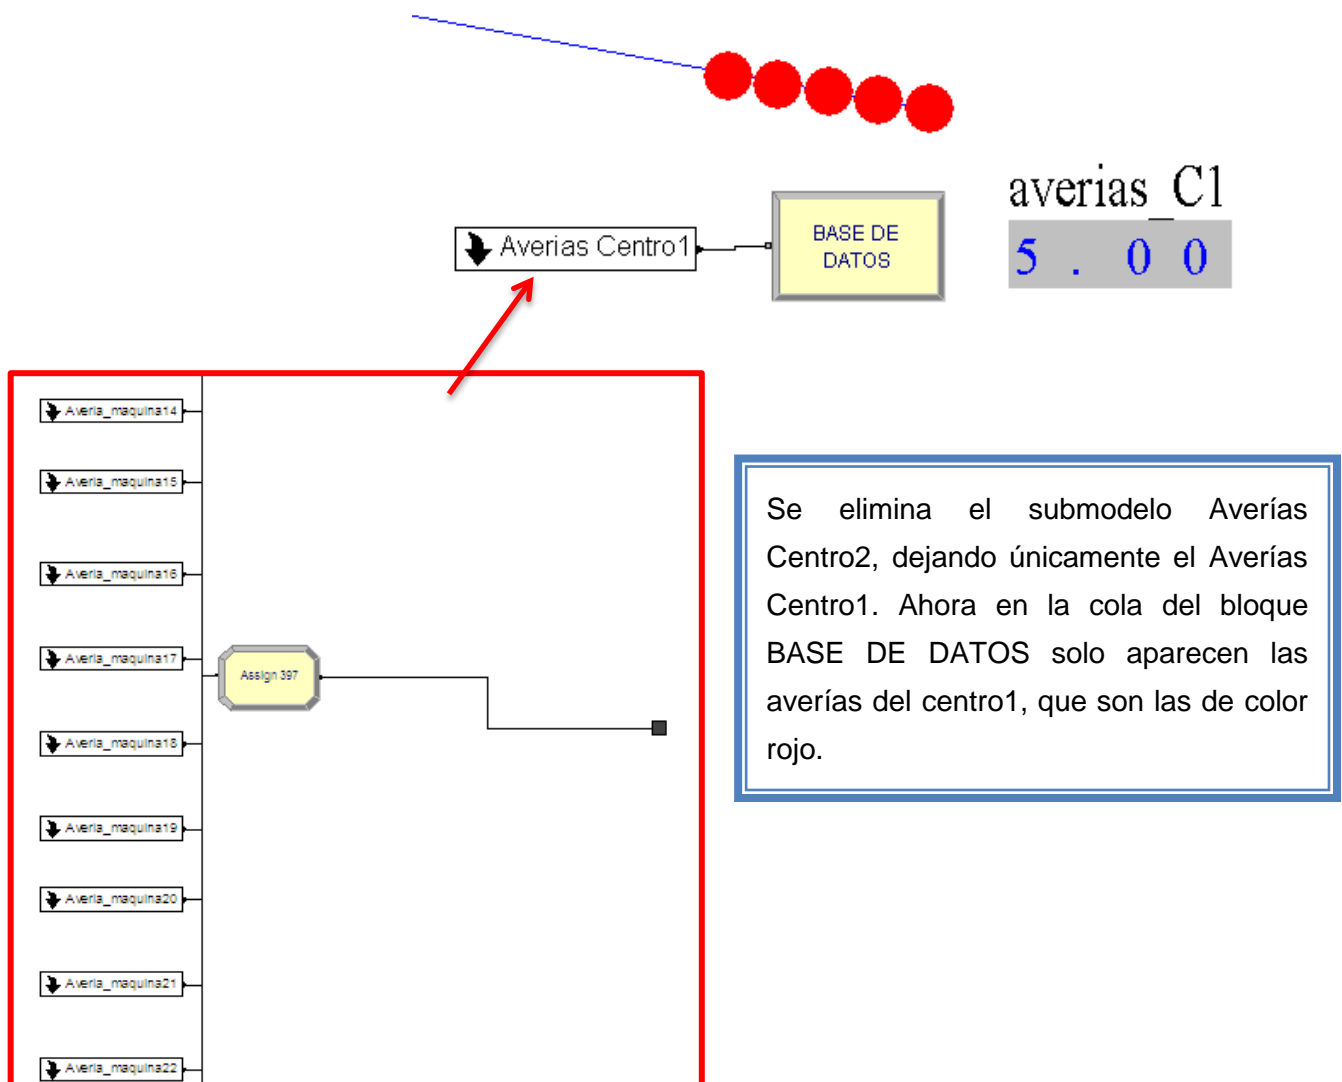 averias_C1
Averias Centro1
BASE DE
DATOS
5.00
Averia_maquina14
Averia_maquina15
Averia_maquina16
Averia_maquina17
Assign 397
Averia_maquina18
Averia_maquina19
Averia_maquina20
Averia_maquina21
Averia_maquina22
Se elimina el submodelo Averías
Centro2, dejando únicamente el Averías
Centro1. Ahora en la cola del bloque
BASE DE DATOS solo aparecen las
averías del centro1, que son las de color
rojo.